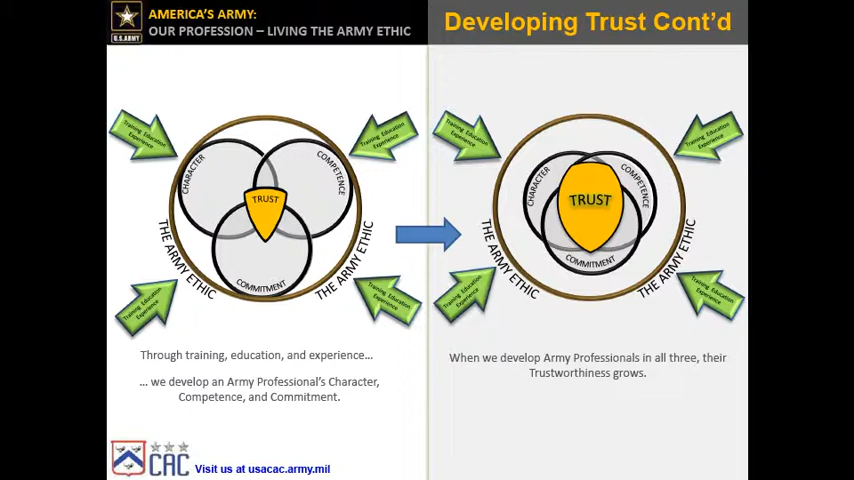 AMERICA'S ARMY:
OUR PROFESSION – LIVING THE ARMY ETHIC
U.S.ARMY
Developing Trust Cont'd
Training Education
Experience
Training Education
Experience
CHARACTER
COMPETENCE
TRUST
COMMITMENT
THE ARMY ETHIC
THE ARMY ETHIC
Training Education
Experience
Training Education
Experience
Through training, education, and experience…
… we develop an Army Professional's Character,
Competence, and Commitment.
Training Education
Experience
Training Education
Experience
CHARACTER
COMPETENCE
TRUST
COMMITMENT
THE ARMY ETHIC
THE ARMY ETHIC
Training Education
Experience
Training Education
Experience
When we develop Army Professionals in all three, their
Trustworthiness grows.
CAC
Visit us at usacac.army.mil